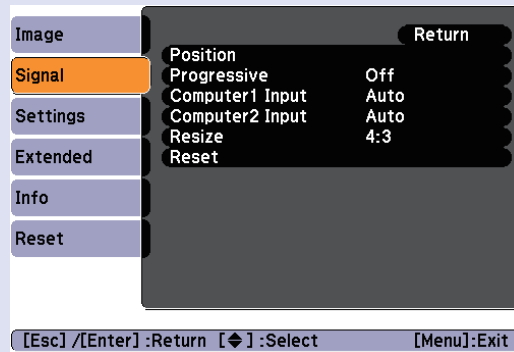 Image
Signal
Settings
Extended
Info
Reset
Return
Position
Progressive Off
Computer1 Input Auto
Computer2 Input Auto
Resize 4:3
Reset
[Esc] /[Enter] :Return [◆] :Select [Menu]:Exit